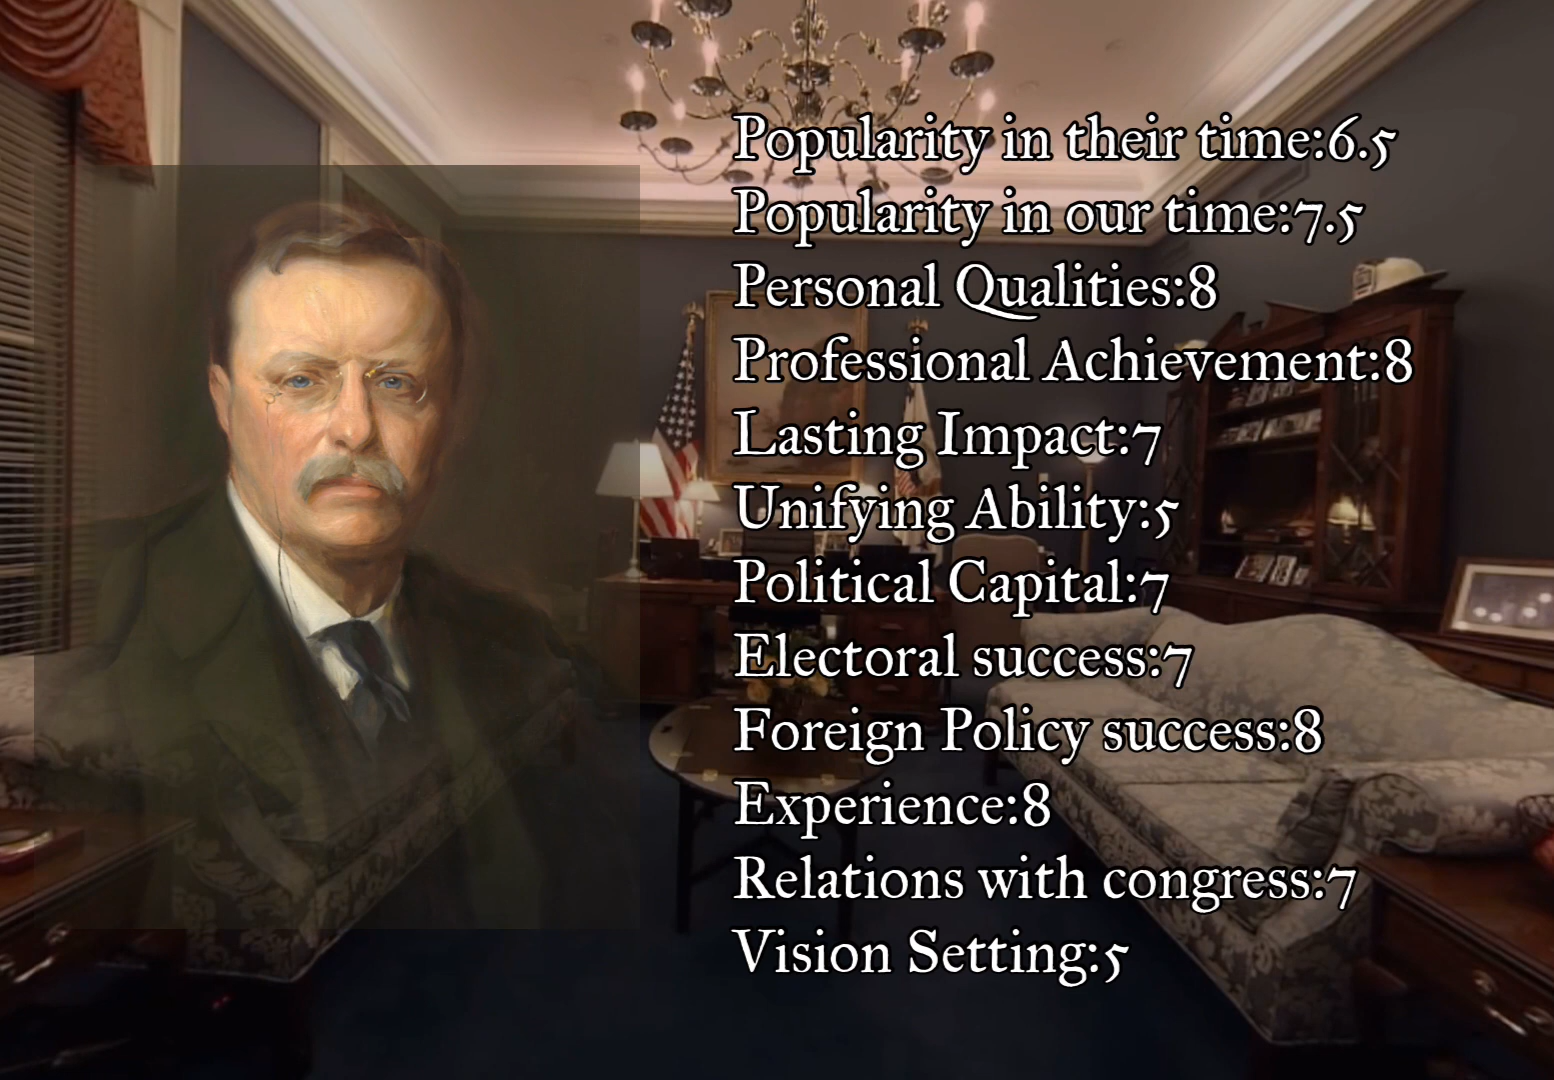 Popularity in their time:6.5
Popularity in our time:7.5
Personal Qualities:8
Professional Achievement:8
Lasting Impact:7
Unifying Ability:5
Political Capital:7
Electoral success:7
Foreign Policy success:8
Experience:8
Relations with congress:7
Vision Setting:5